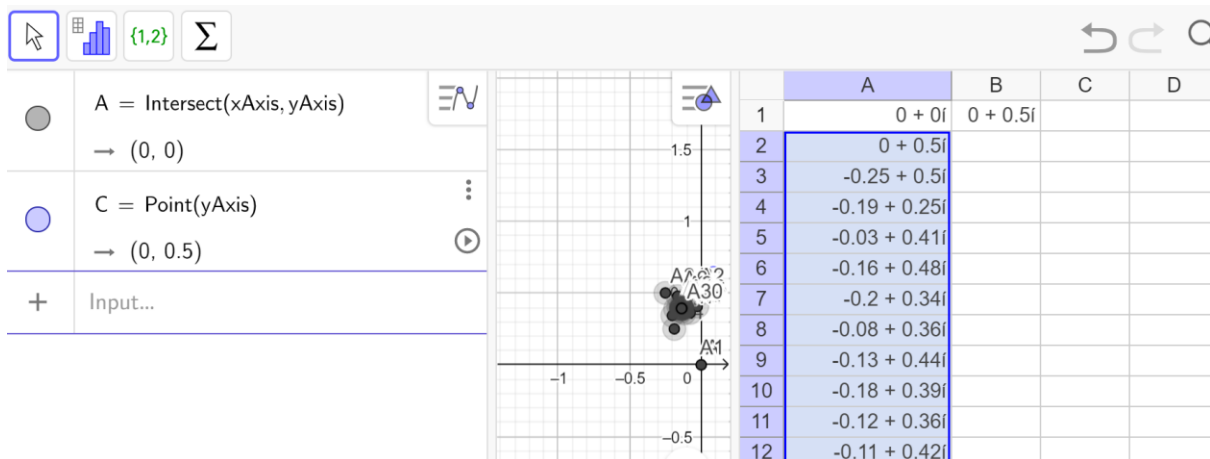 {1,2} Σ
A = Intersect(xAxis, yAxis)
→ (0, 0)
C = Point(yAxis)
→ (0, 0.5)
+ Input...
1.5
1
A30
A1
-1 -0.5 0
-0.5
A B C D
1 0 + 0í 0 + 0.5í
2 0 + 0.5í
3 -0.25 + 0.5í
4 -0.19 + 0.25í
5 -0.03 + 0.41í
6 -0.16 + 0.48í
7 -0.2 + 0.34í
8 -0.08 + 0.36í
9 -0.13 + 0.44í
10 -0.18 + 0.39í
11 -0.12 + 0.36í
12 -0.11 + 0.42í